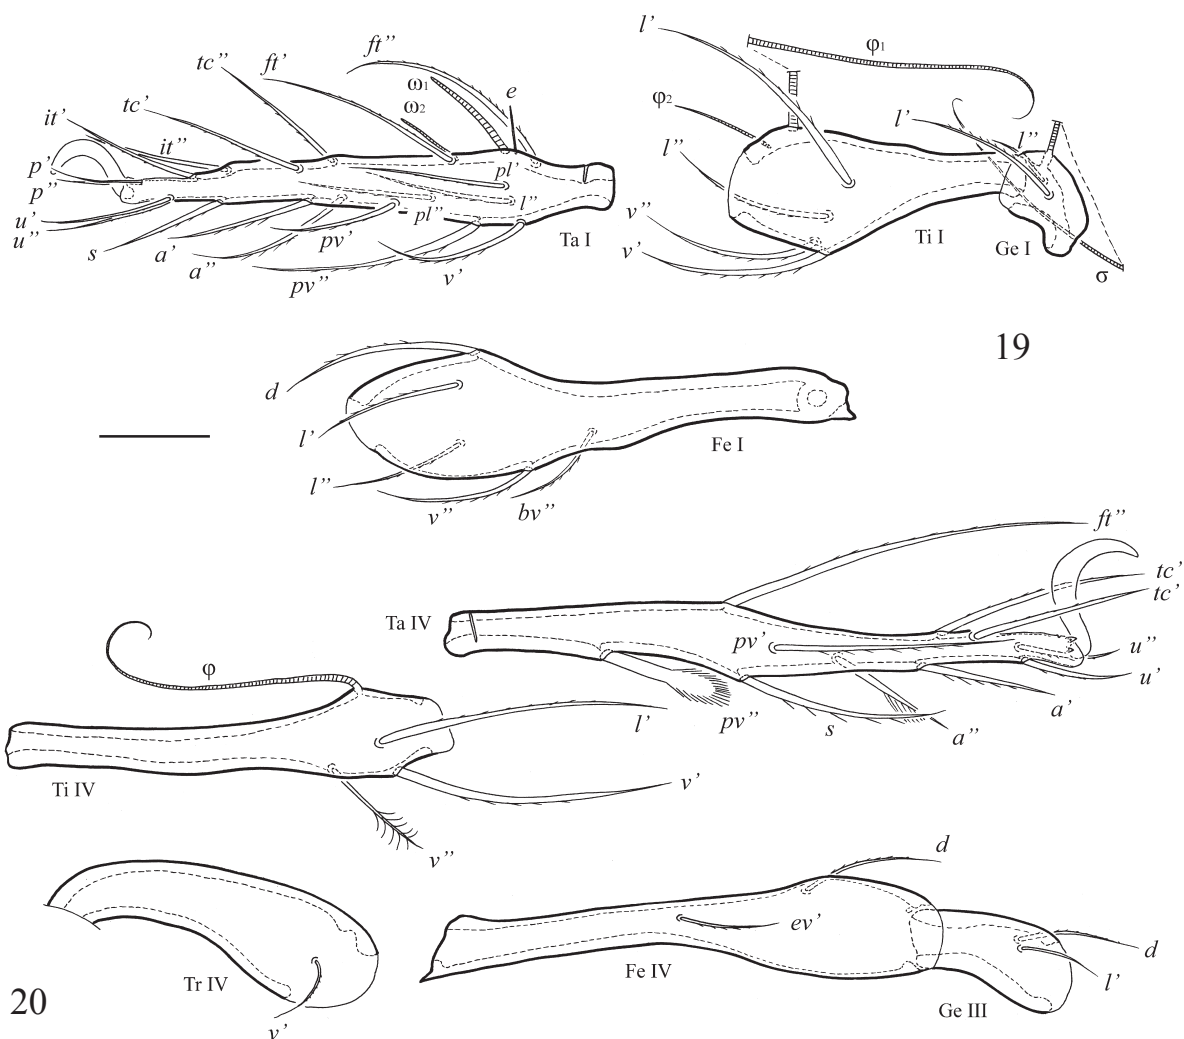 l’
φ1
ft”
tc”
ft’
ω1
ω2
e
φ2
tc’
it’
it”
l’
l”
l”
p’
p”
pl’
l”
pl”
u’
u”
s
a’
a”
pv’
pv”
v’
Ta I
v”
v’
Ti I
Ge I
σ
19
d
l’
l”
v”
bv”
Fe I
ft”
tc’
tc’
Ta IV
pv’
u”
u’
a’
a”
s
pv”
φ
l’
v’
Ti IV
v”
d
ev’
d
l’
Tr IV
v’
Fe IV
Ge III
20